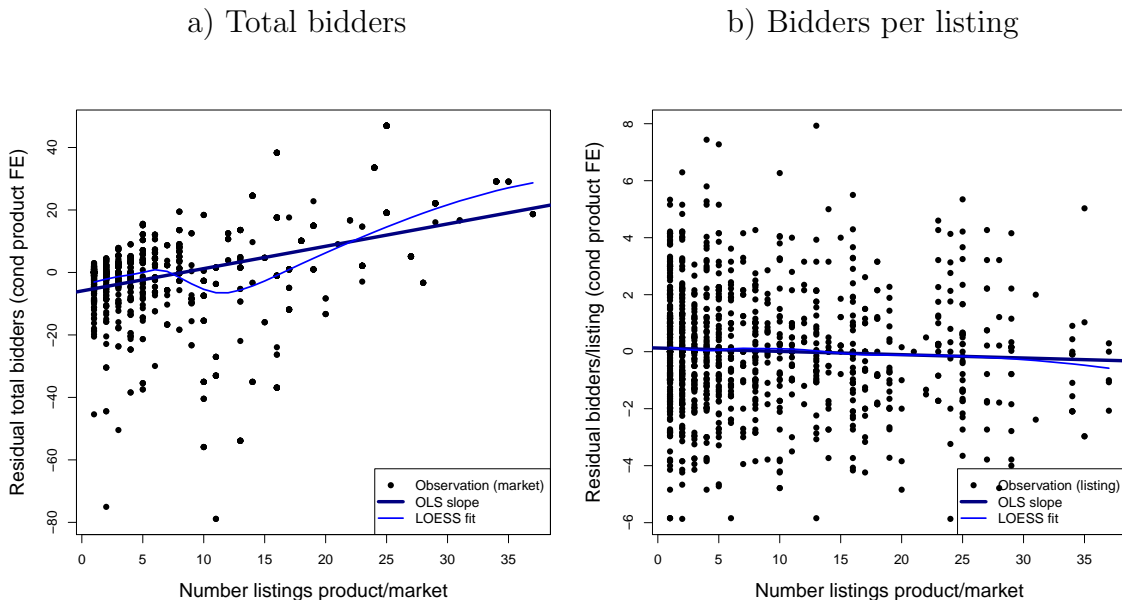 a) Total bidders
b) Bidders per listing
Residual total bidders (cond product FE)
40
20
0
−20
−40
−60
−80
Observation (market)
OLS slope
LOESS fit
0 5 10 15 20 25 30 35
Number listings product/market
Residual bidders/listing (cond product FE)
8
6
4
2
0
−2
−4
−6
Observation (listing)
OLS slope
LOESS fit
0 5 10 15 20 25 30 35
Number listings product/market